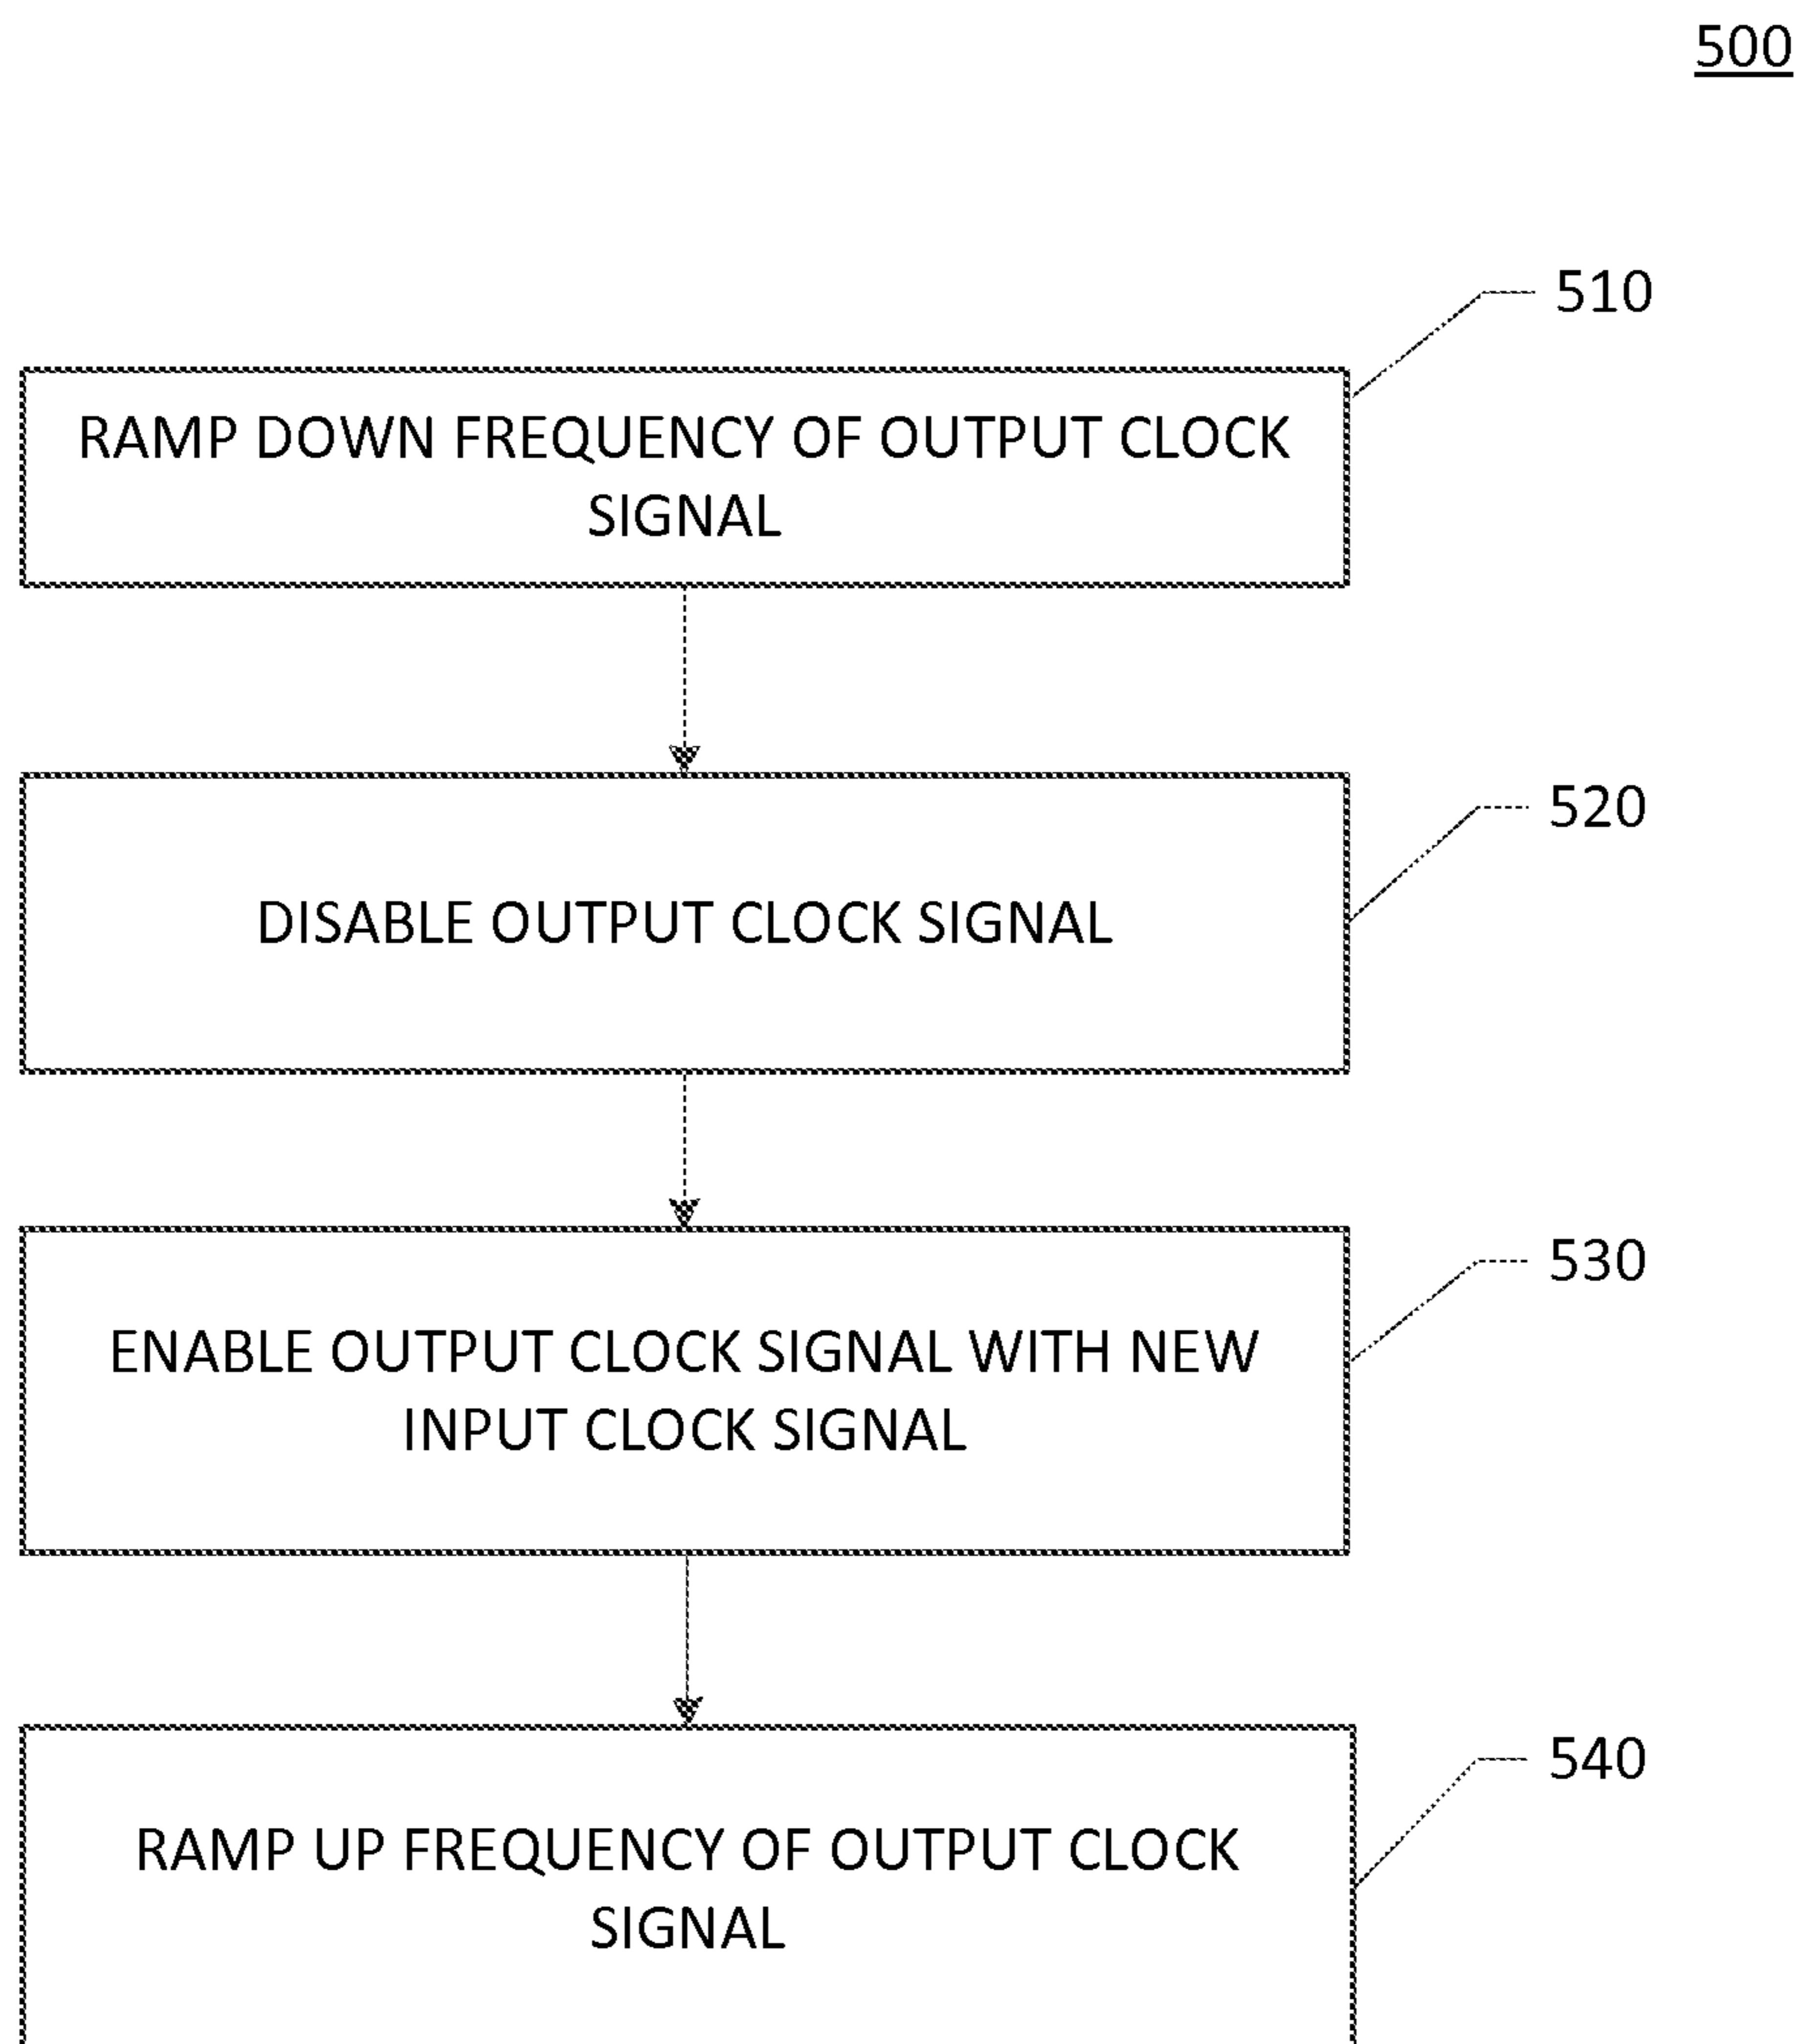 500
510
RAMP DOWN FREQUENCY OF OUTPUT CLOCK
SIGNAL
520
DISABLE OUTPUT CLOCK SIGNAL
530
ENABLE OUTPUT CLOCK SIGNAL WITH NEW
INPUT CLOCK SIGNAL
540
RAMP UP FREQUENCY OF OUTPUT CLOCK
SIGNAL